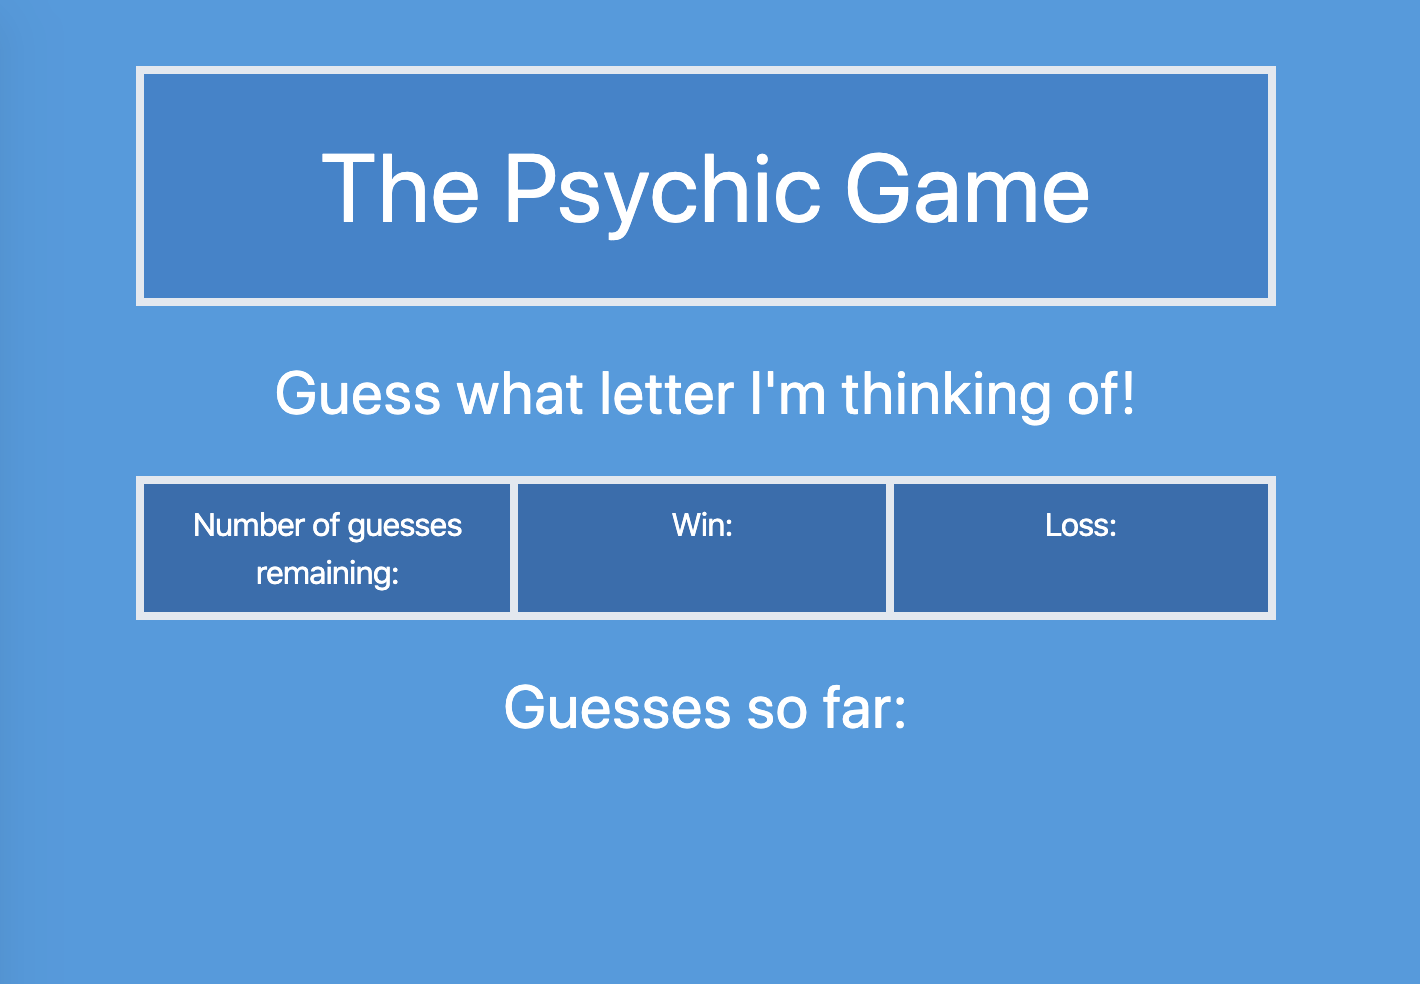 The Psychic Game
Guess what letter I'm thinking of!
Number of guesses
remaining:
Win:
Loss:
Guesses so far: